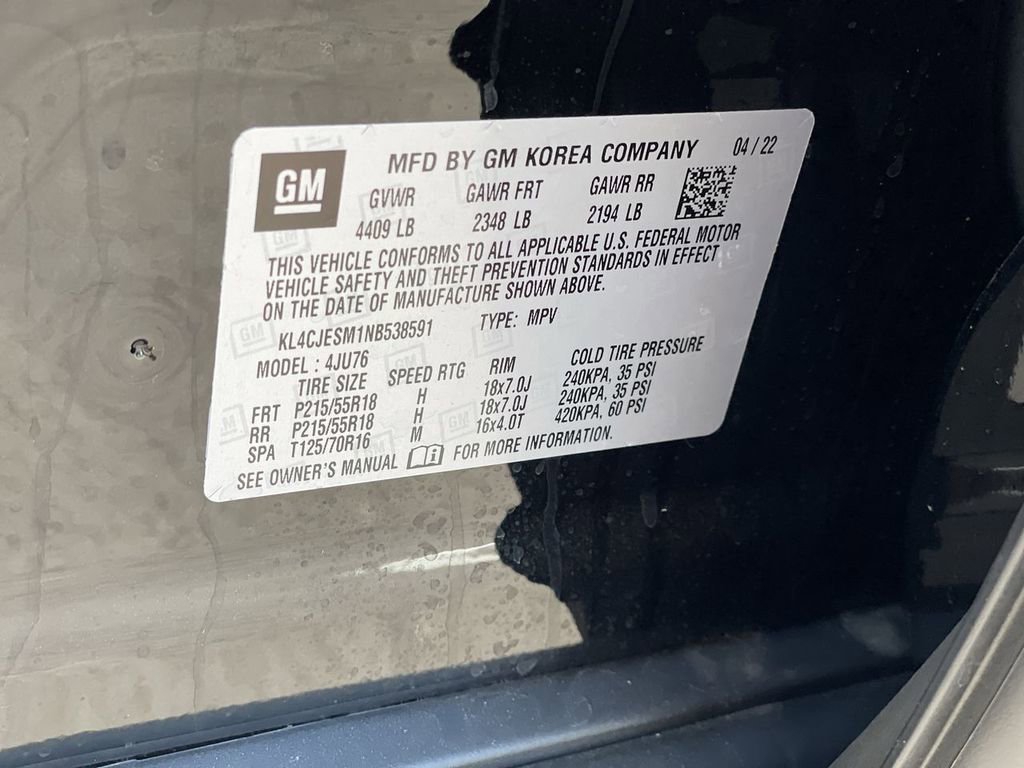 GM
MFD BY GM KOREA COMPANY 04 / 22
GVWR GAWR FRT GAWR RR
4409 LB 2348 LB 2194 LB
THIS VEHICLE CONFORMS TO ALL APPLICABLE U.S. FEDERAL MOTOR
VEHICLE SAFETY AND THEFT PREVENTION STANDARDS IN EFFECT
ON THE DATE OF MANUFACTURE SHOWN ABOVE.
KL4CJESM1NB538591 TYPE: MPV
MODEL : 4JU76
TIRE SIZE SPEED RTG RIM COLD TIRE PRESSURE
FRT P215/55R18 H 18x7.0J 240KPA, 35 PSI
RR P215/55R18 H 18x7.0J 240KPA, 35 PSI
SPA T125/70R16 M 16x4.0T 420KPA, 60 PSI
SEE OWNER'S MANUAL FOR MORE INFORMATION.